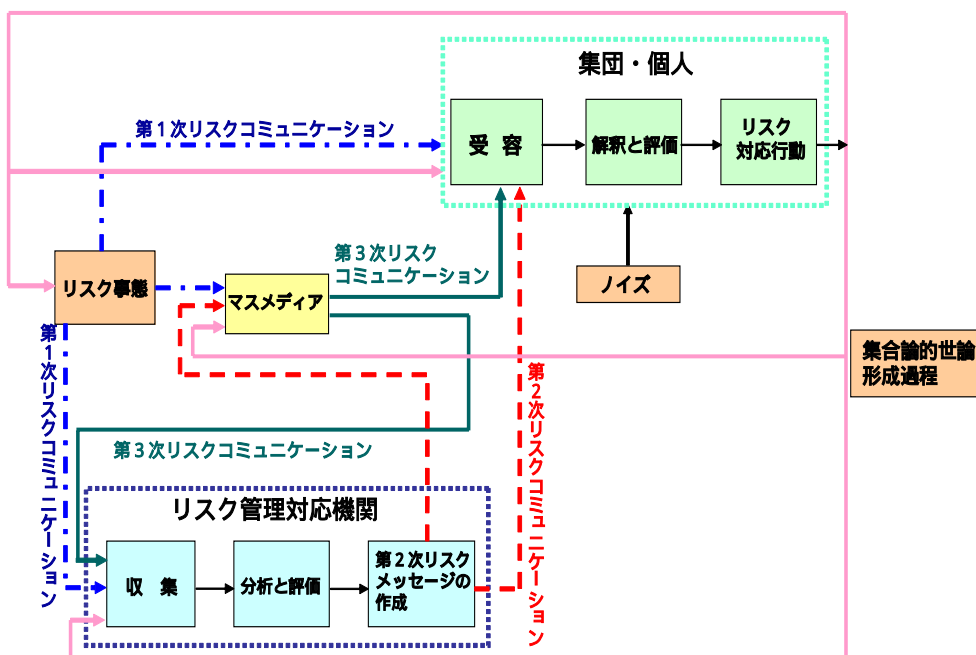 集団・個人
第１次リスクコミュニケーション
受 容
解釈と評価
リスク
対応行動
第３次リスク
コミュニケーション
ノイズ
リスク事態
マスメディア
第１次リスクコミュニケーション
集合論的世論
形成過程
第２次リスクコミュニケーション
第３次リスクコミュニケーション
リスク管理対応機関
収 集
分析と評価
第２次リスク
メッセージの
作成